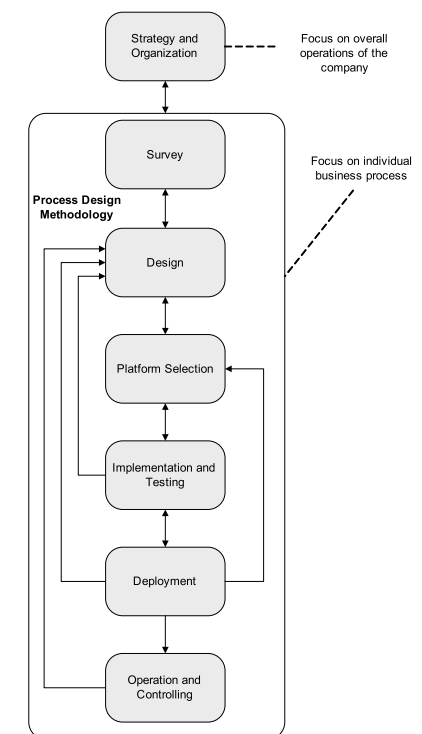 Strategy and
Organization
Focus on overall
operations of the
company
Survey
Focus on individual
business process
Process Design
Methodology
Design
Platform Selection
Implementation and
Testing
Deployment
Operation and
Controlling